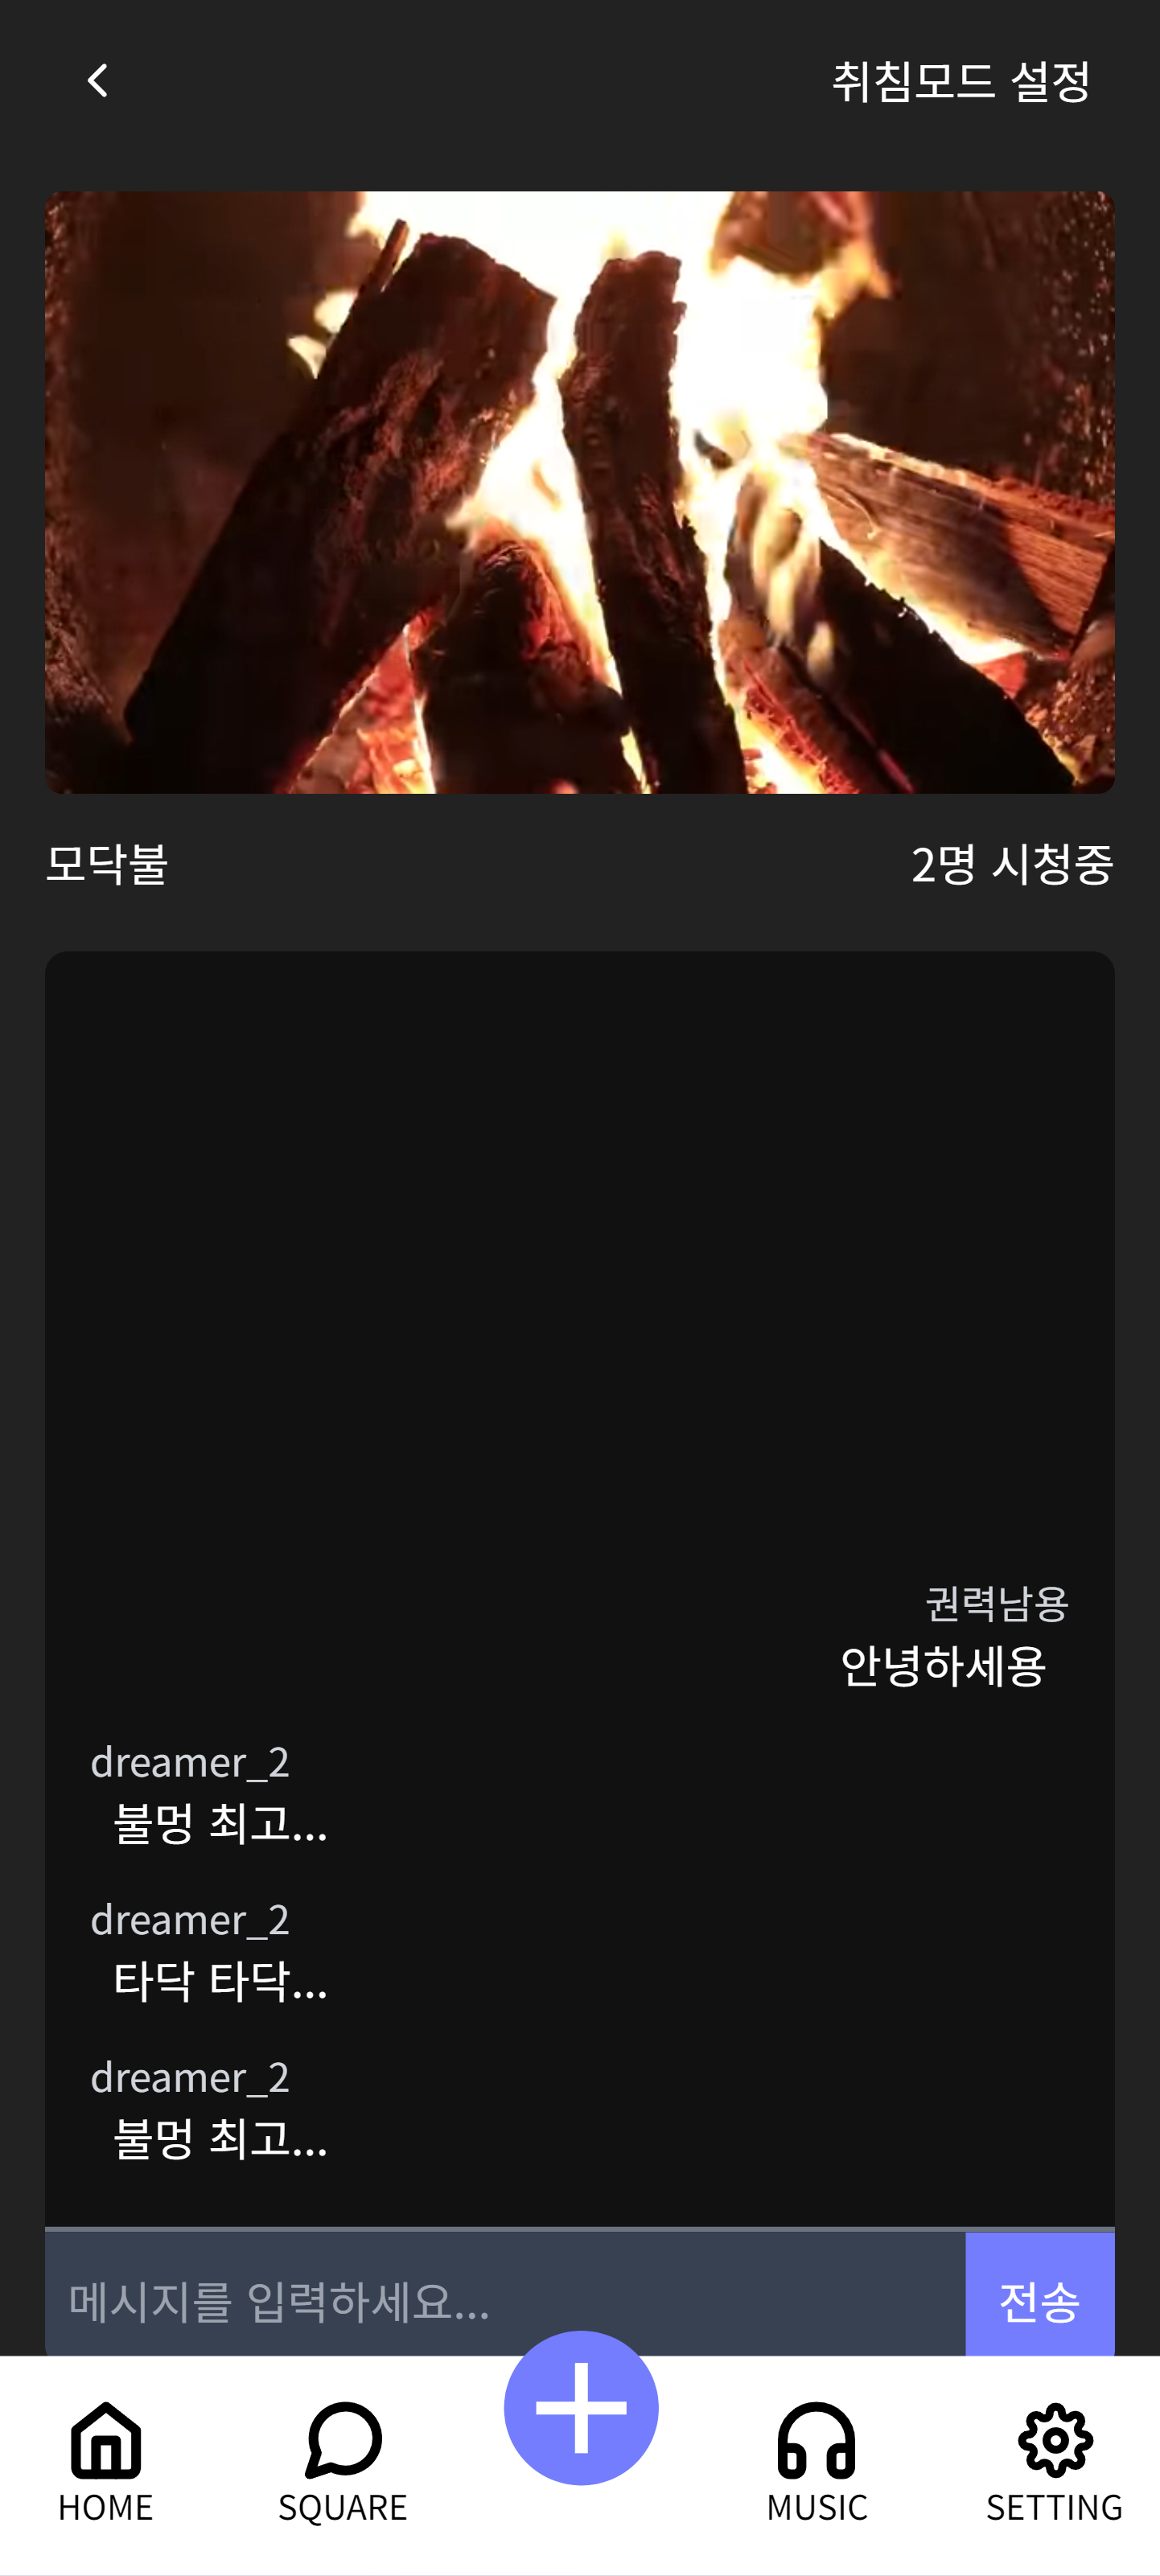 취침모드 설정
모닥불
2명 시청중
권력남용
안녕하세용
dreamer_2
불멍 최고...
dreamer_2
타닥 타닥...
dreamer_2
불멍 최고...
메시지를 입력하세요...
전송
HOME
SQUARE
MUSIC
SETTING